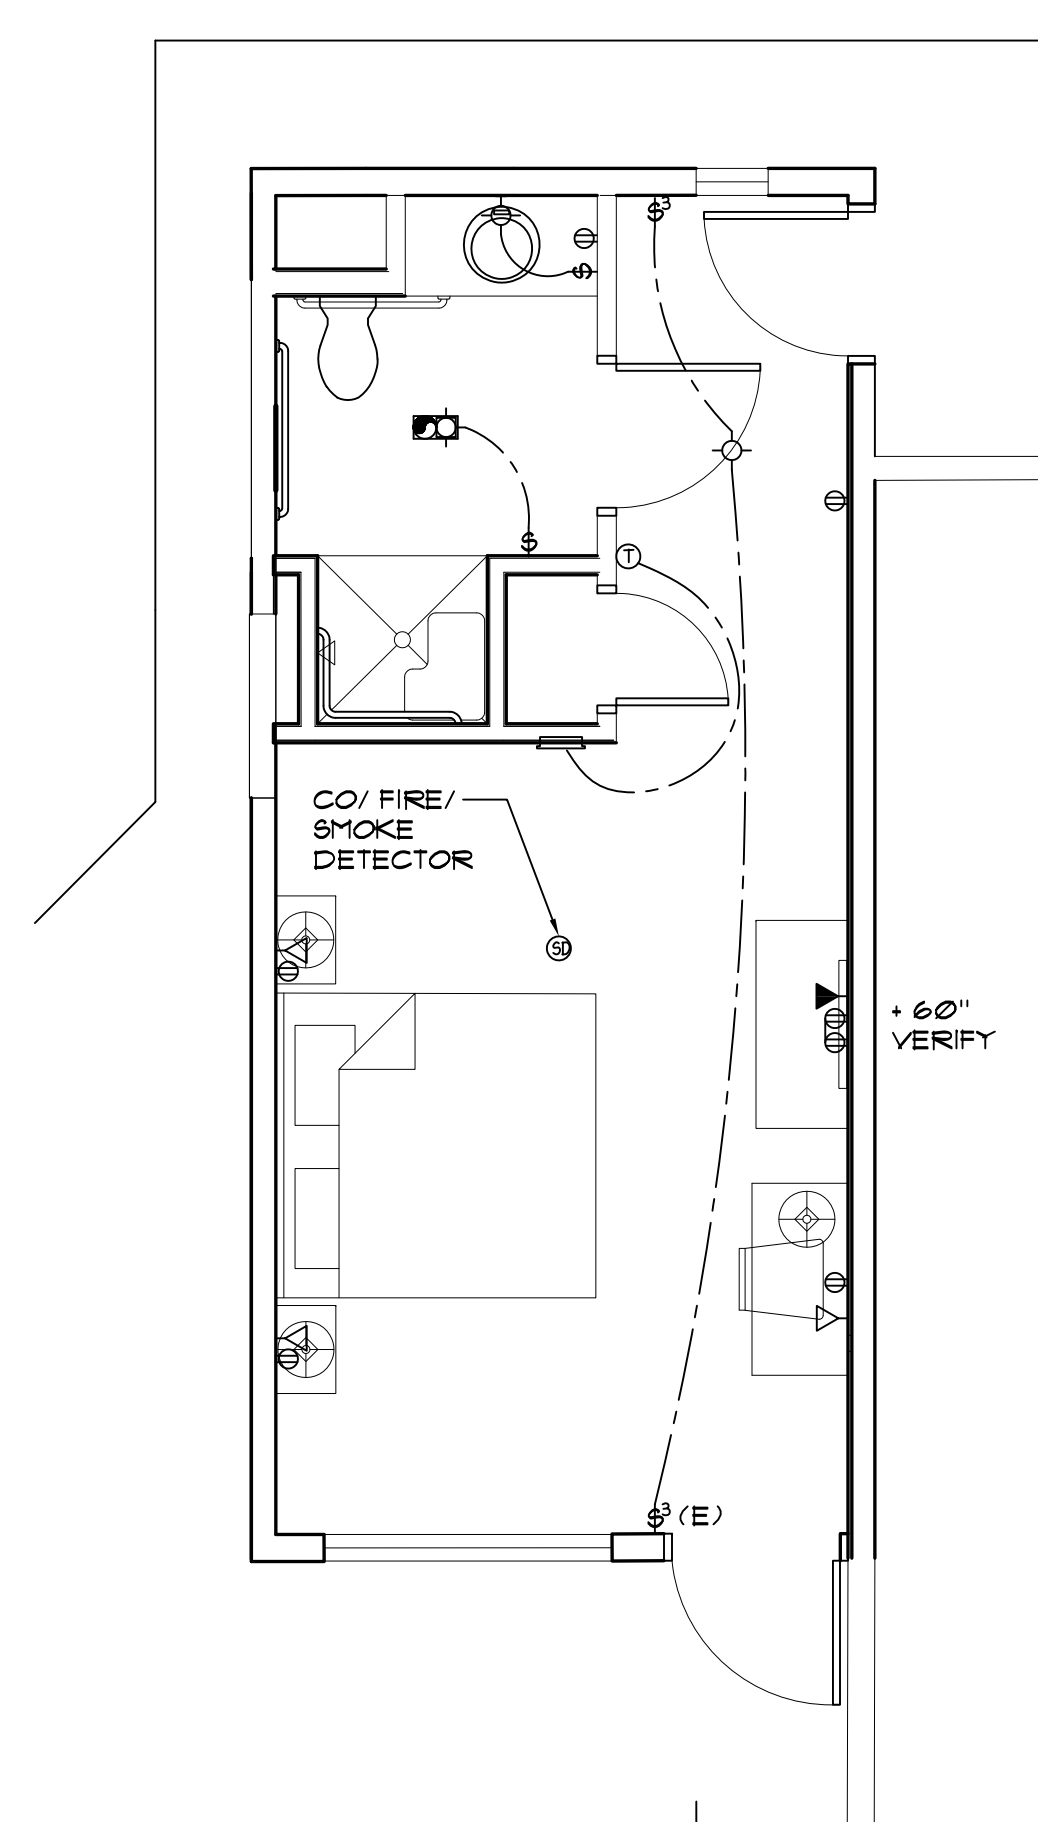 $3
$
$
T
CO/ FIRE/
SMOKE
DETECTOR
SD
+ 60"
VERIFY
$3 (E)